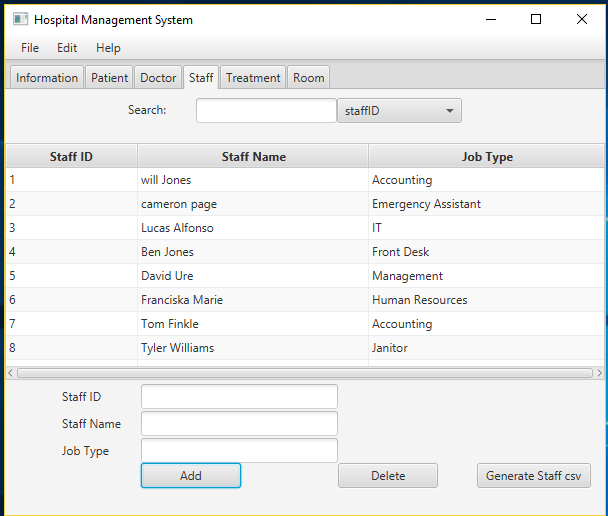 Hospital Management System
File Edit Help
Information Patient Doctor Staff Treatment Room
Search: staffID
Staff ID Staff Name Job Type
1 will Jones Accounting
2 cameron page Emergency Assistant
3 Lucas Alfonso IT
4 Ben Jones Front Desk
5 David Ure Management
6 Franciska Marie Human Resources
7 Tom Finkle Accounting
8 Tyler Williams Janitor
Staff ID
Staff Name
Job Type
Add Delete Generate Staff csv